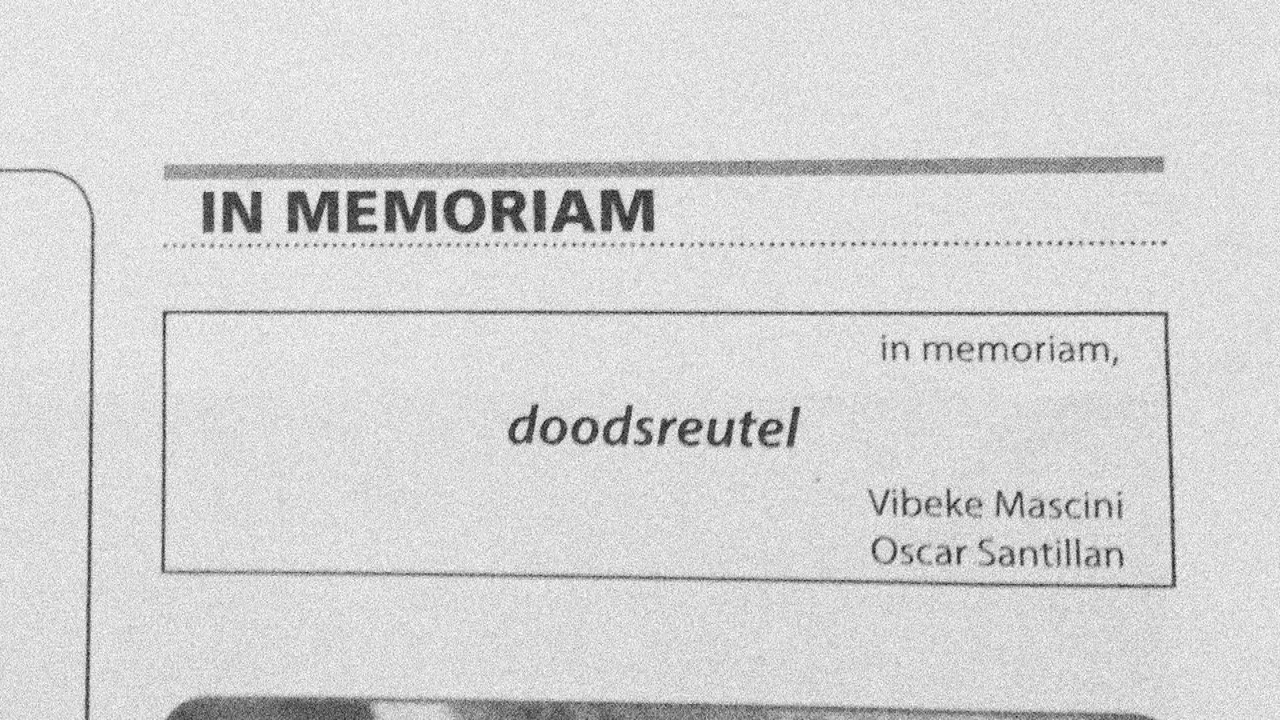 IN MEMORIAM
in memoriam,
doodsreutel
Vibeke Mascini
Oscar Santillan